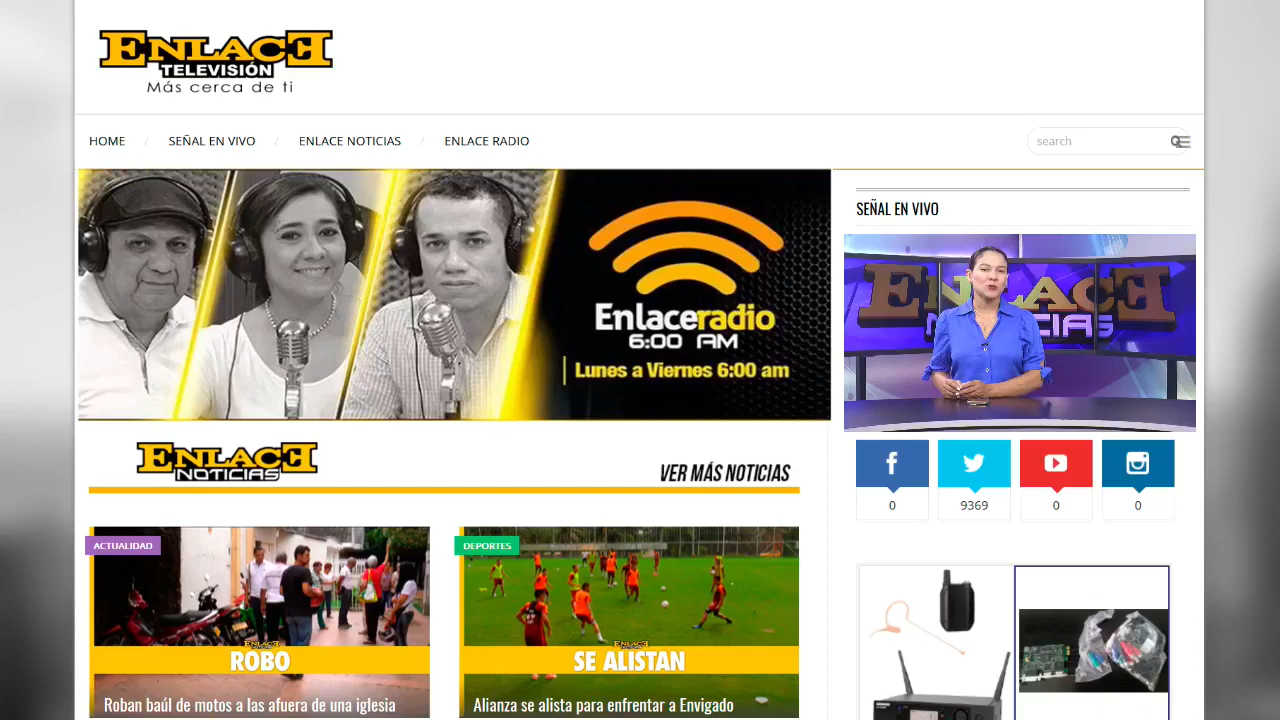 ENLACE
TELEVISIÓN
Más cerca de ti
HOME / SEÑAL EN VIVO / ENLACE NOTICIAS / ENLACE RADIO
search
Enlaceradio
6:00 AM
Lunes a Viernes 6:00 am
SEÑAL EN VIVO
ENLACE
NOTICIAS
0
9369
0
0
ENLACE
NOTICIAS
VER MÁS NOTICIAS
ACTUALIDAD
ENLACE
ROBO
Roban baúl de motos a las afuera de una iglesia
DEPORTES
ENLACE
SE ALISTAN
Alianza se alista para enfrentar a Envigado